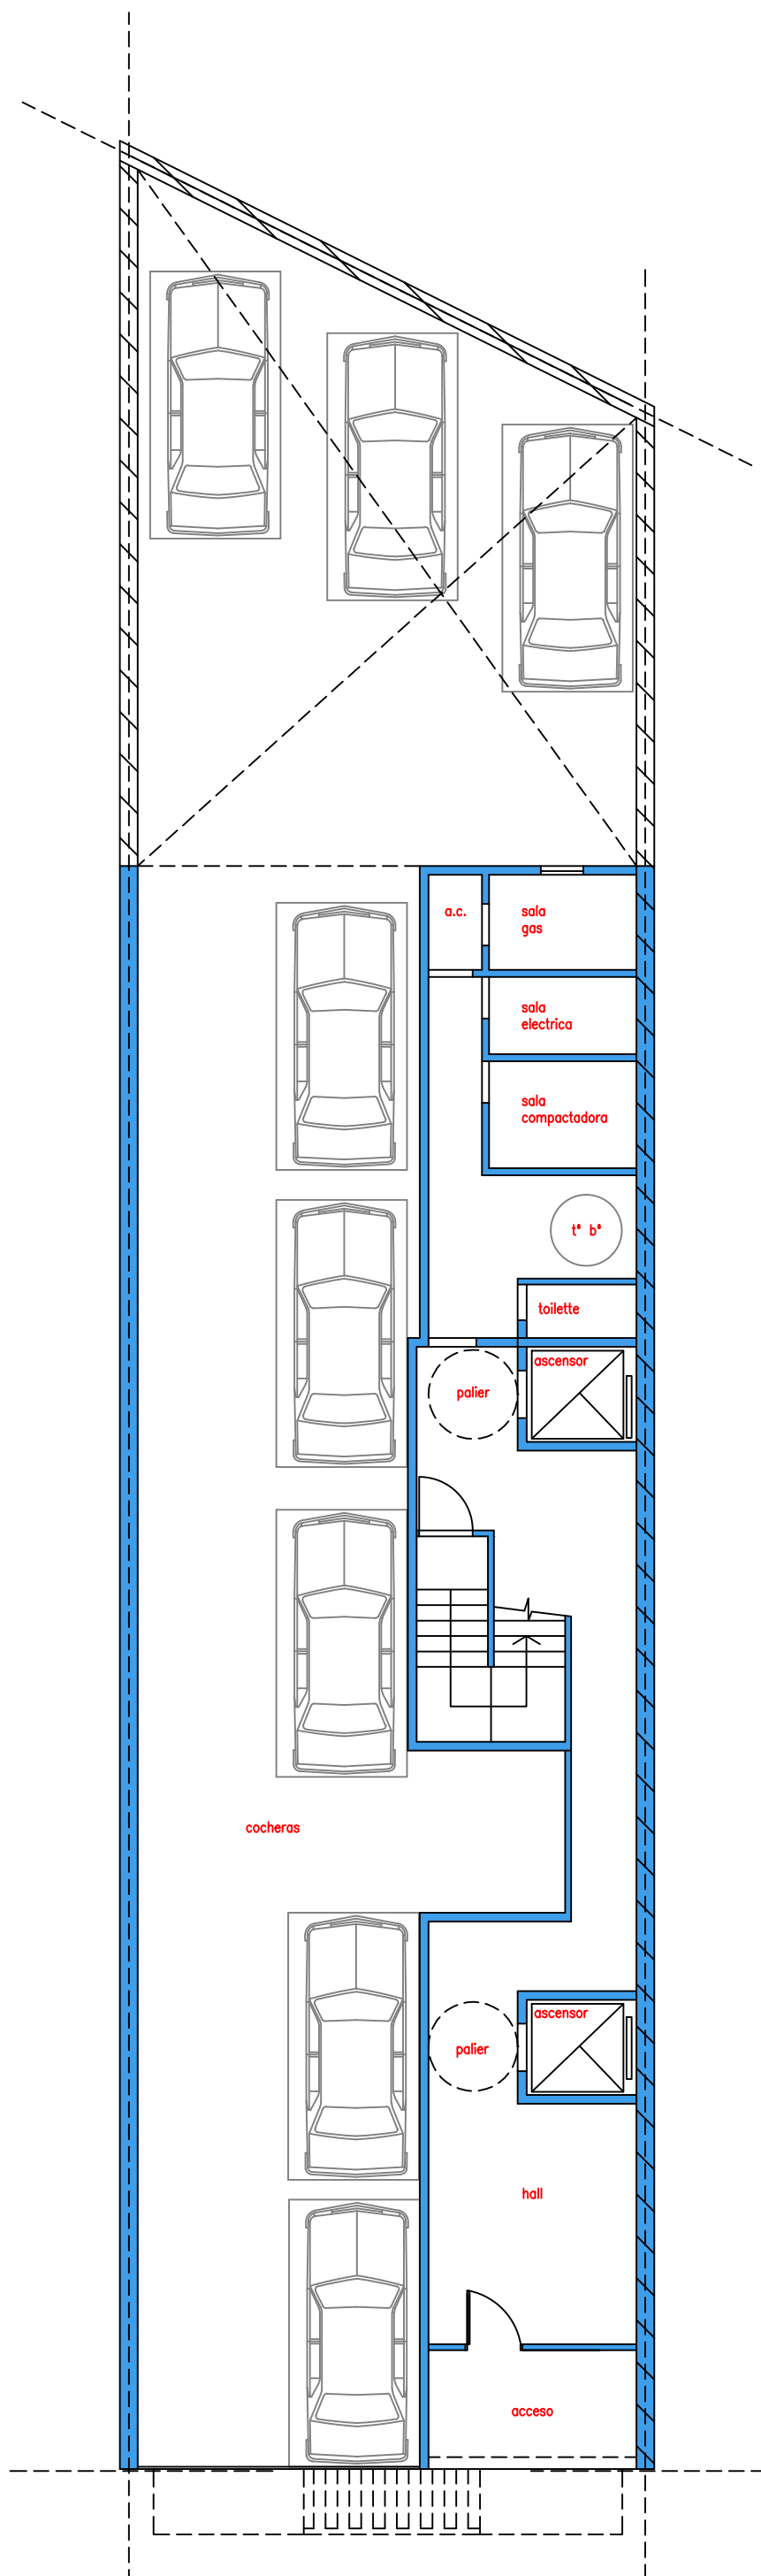 a.c.
sala
gas
sala
electrica
sala
compactadora
t° b°
toilette
ascensor
palier
cocheras
ascensor
palier
hall
acceso